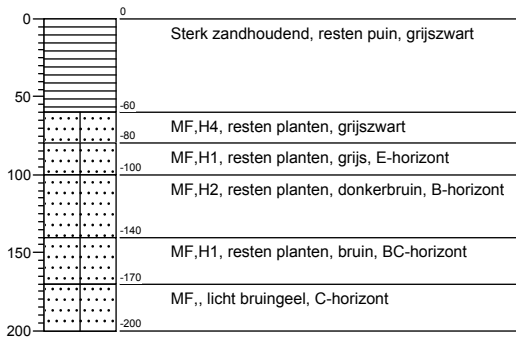 0
0
Sterk zandhoudend, resten puin, grijszwart
50
-60
MF,H4, resten planten, grijszwart
-80
MF,H1, resten planten, grijs, E-horizont
100
-100
MF,H2, resten planten, donkerbruin, B-horizont
-140
150
MF,H1, resten planten, bruin, BC-horizont
-170
MF,, licht bruingeel, C-horizont
200
-200